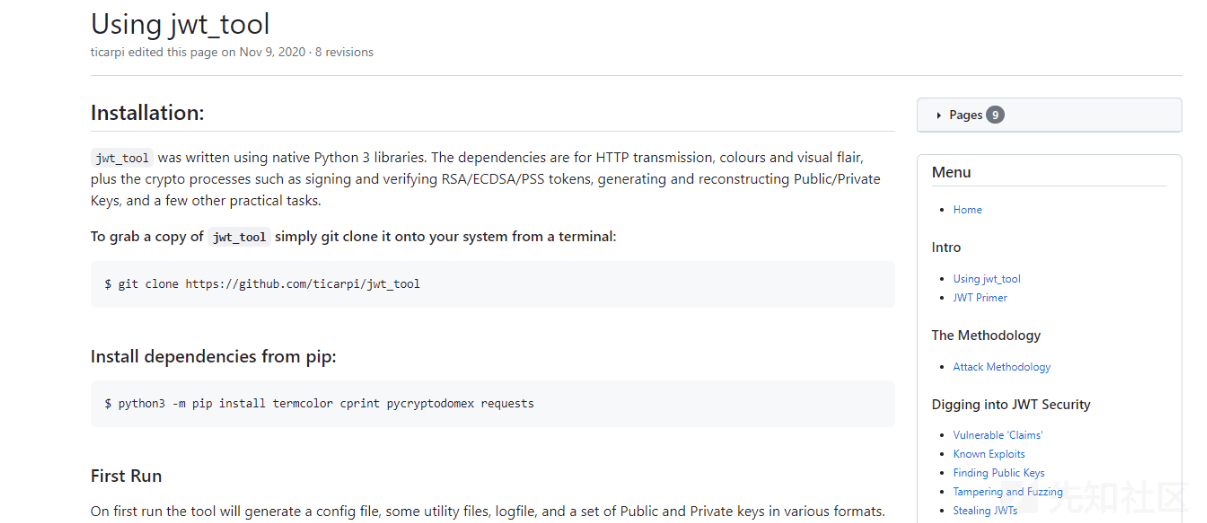 Using jwt_tool
ticarpi edited this page on Nov 9, 2020 · 8 revisions
Installation:
jwt_tool was written using native Python 3 libraries. The dependencies are for HTTP transmission, colours and visual flair,
plus the crypto processes such as signing and verifying RSA/ECDSA/PSS tokens, generating and reconstructing Public/Private
Keys, and a few other practical tasks.
To grab a copy of jwt_tool simply git clone it onto your system from a terminal:
$ git clone https://github.com/ticarpi/jwt_tool
Install dependencies from pip:
$ python3 -m pip install termcolor cprint pycryptodomex requests
First Run
On first run the tool will generate a config file, some utility files, logfile, and a set of Public and Private keys in various formats.
Pages 9
Menu
Home
Intro
Using jwt_tool
JWT Primer
The Methodology
Attack Methodology
Digging into JWT Security
Vulnerable 'Claims'
Known Exploits
Finding Public Keys
Tampering and Fuzzing
Stealing JWTs
先知社区